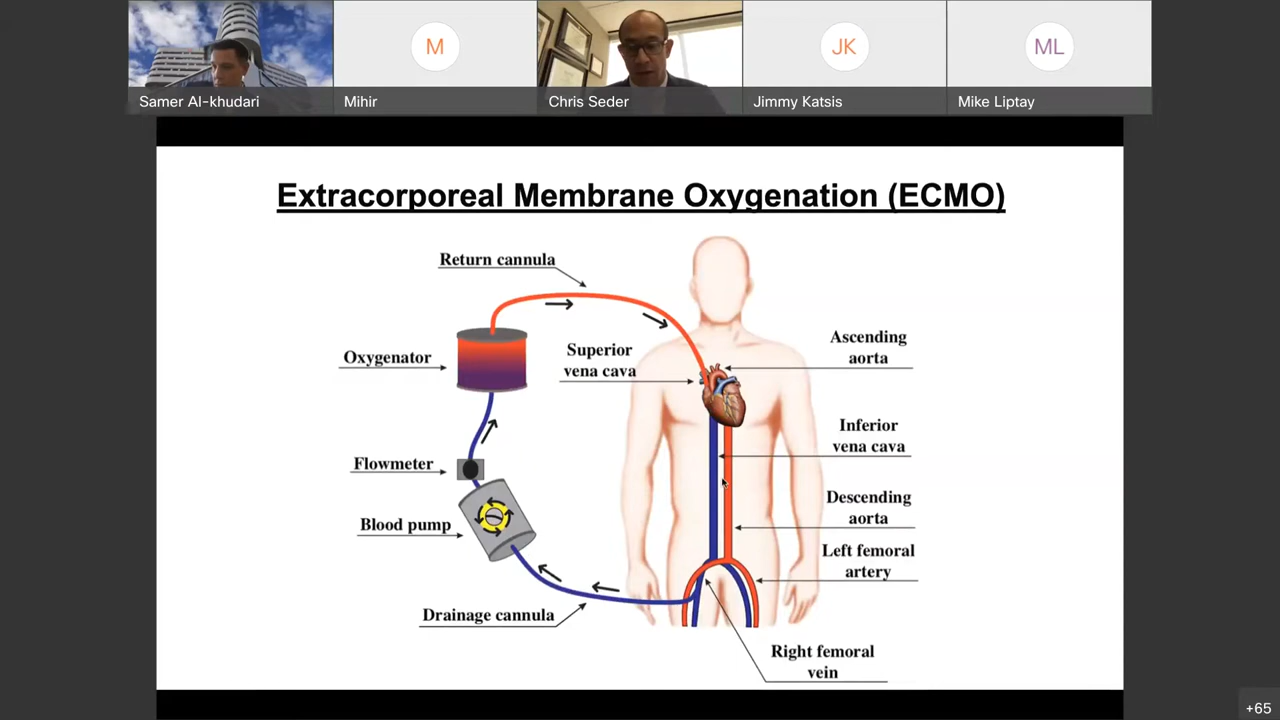 M
JK
ML
Samer Al-khudari
Mihir
Chris Seder
Jimmy Katsis
Mike Liptay
Extracorporeal Membrane Oxygenation (ECMO)
Return cannula
Oxygenator
Superior
vena cava
Ascending
aorta
Flowmeter
Inferior
vena cava
Blood pump
Descending
aorta
Left femoral
artery
Drainage cannula
Right femoral
vein
+65